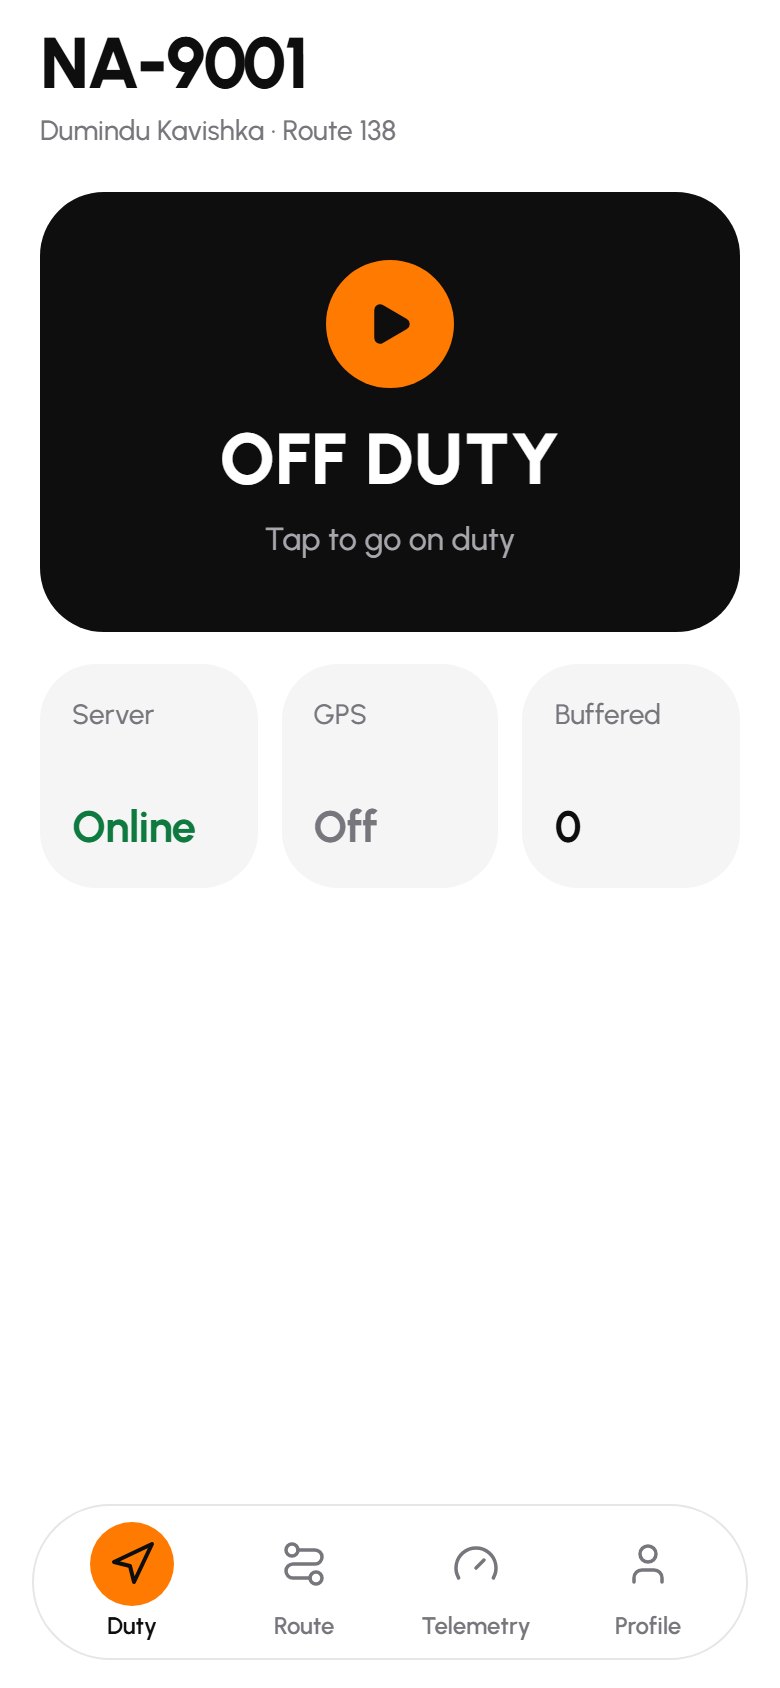 NA-9001
Dumindu Kavishka · Route 138
OFF DUTY
Tap to go on duty
Server
GPS
Buffered
Online
Off
0
Duty
Route
Telemetry
Profile